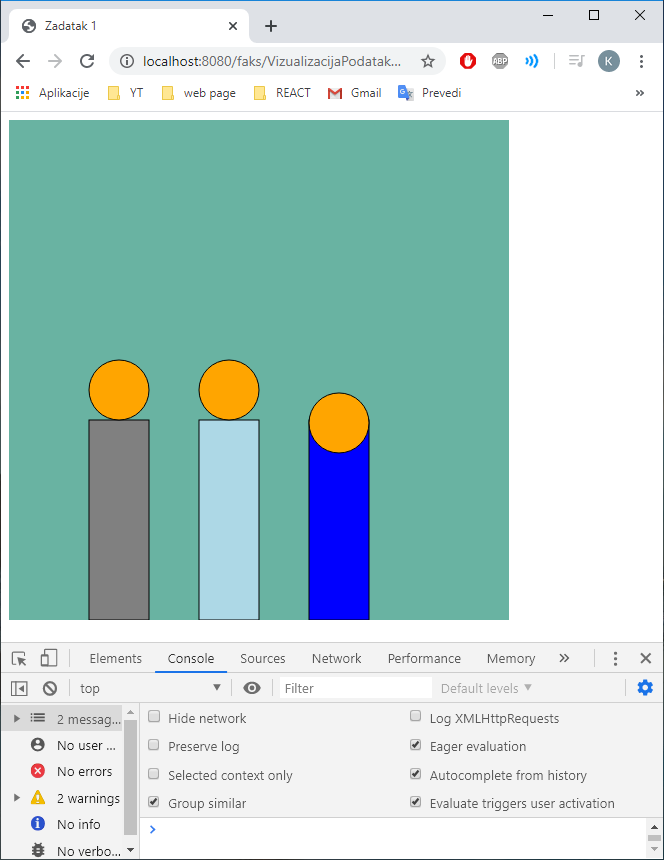 Zadatak 1
localhost:8080/faks/VizualizacijaPodatak...
ABP
K
Aplikacije YT web page REACT Gmail Prevedi
Elements Console Sources Network Performance Memory
top Filter Default levels
2 messag...
No user ...
No errors
2 warnings
No info
No verbo...
Hide network Log XMLHttpRequests
Preserve log Eager evaluation
Selected context only Autocomplete from history
Group similar Evaluate triggers user activation